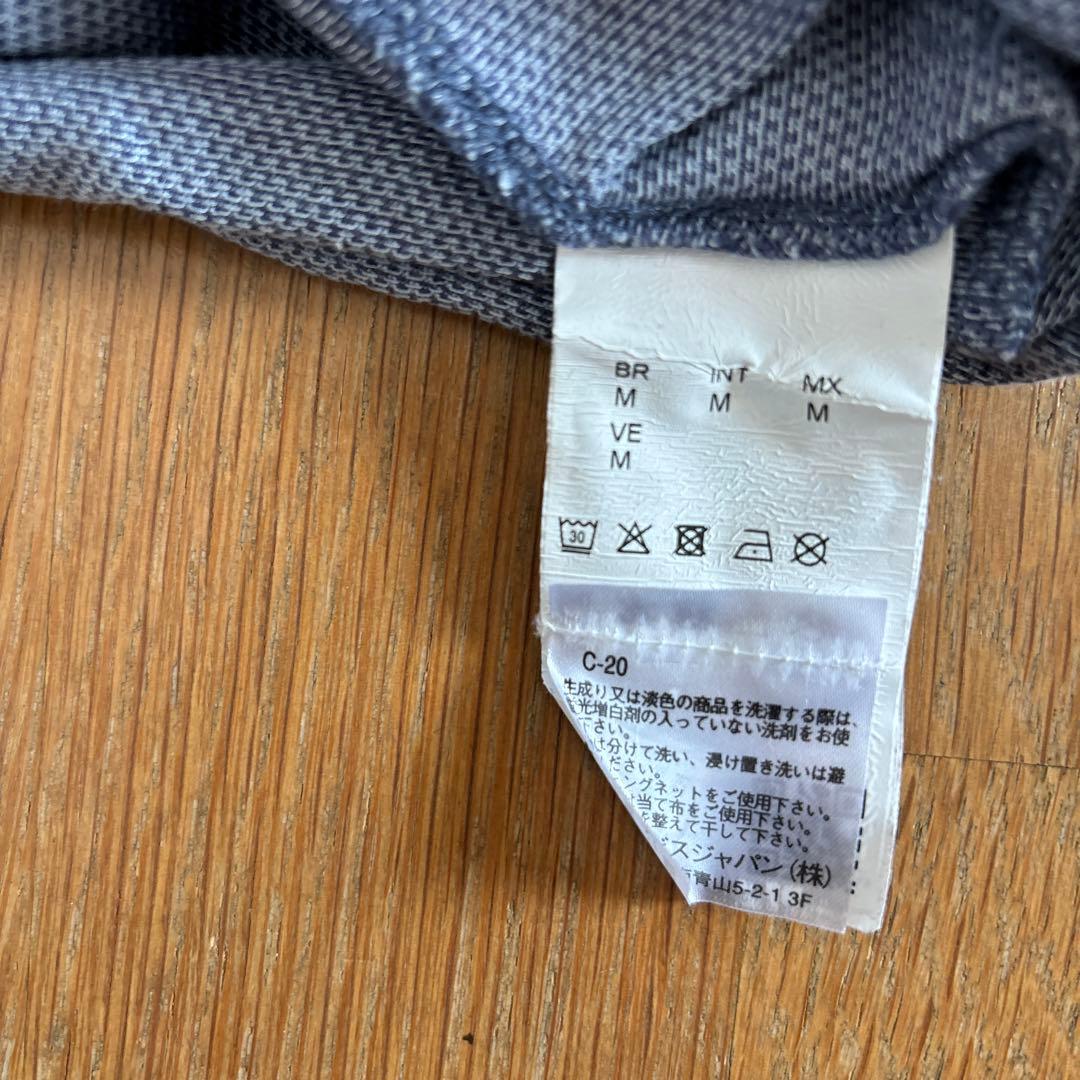 BR INT MX
M M M
VE
M
30
C-20
生成り又は淡色の商品を洗濯する際は、
光増白剤の入っていない洗剤をお使
下さい。
は分けて洗い、浸け置き洗いは避
ださい。
ングネットをご使用下さい。
当て布をご使用下さい。
を整えて干して下さい。
スジャパン(株)
青山5-2-1 3F